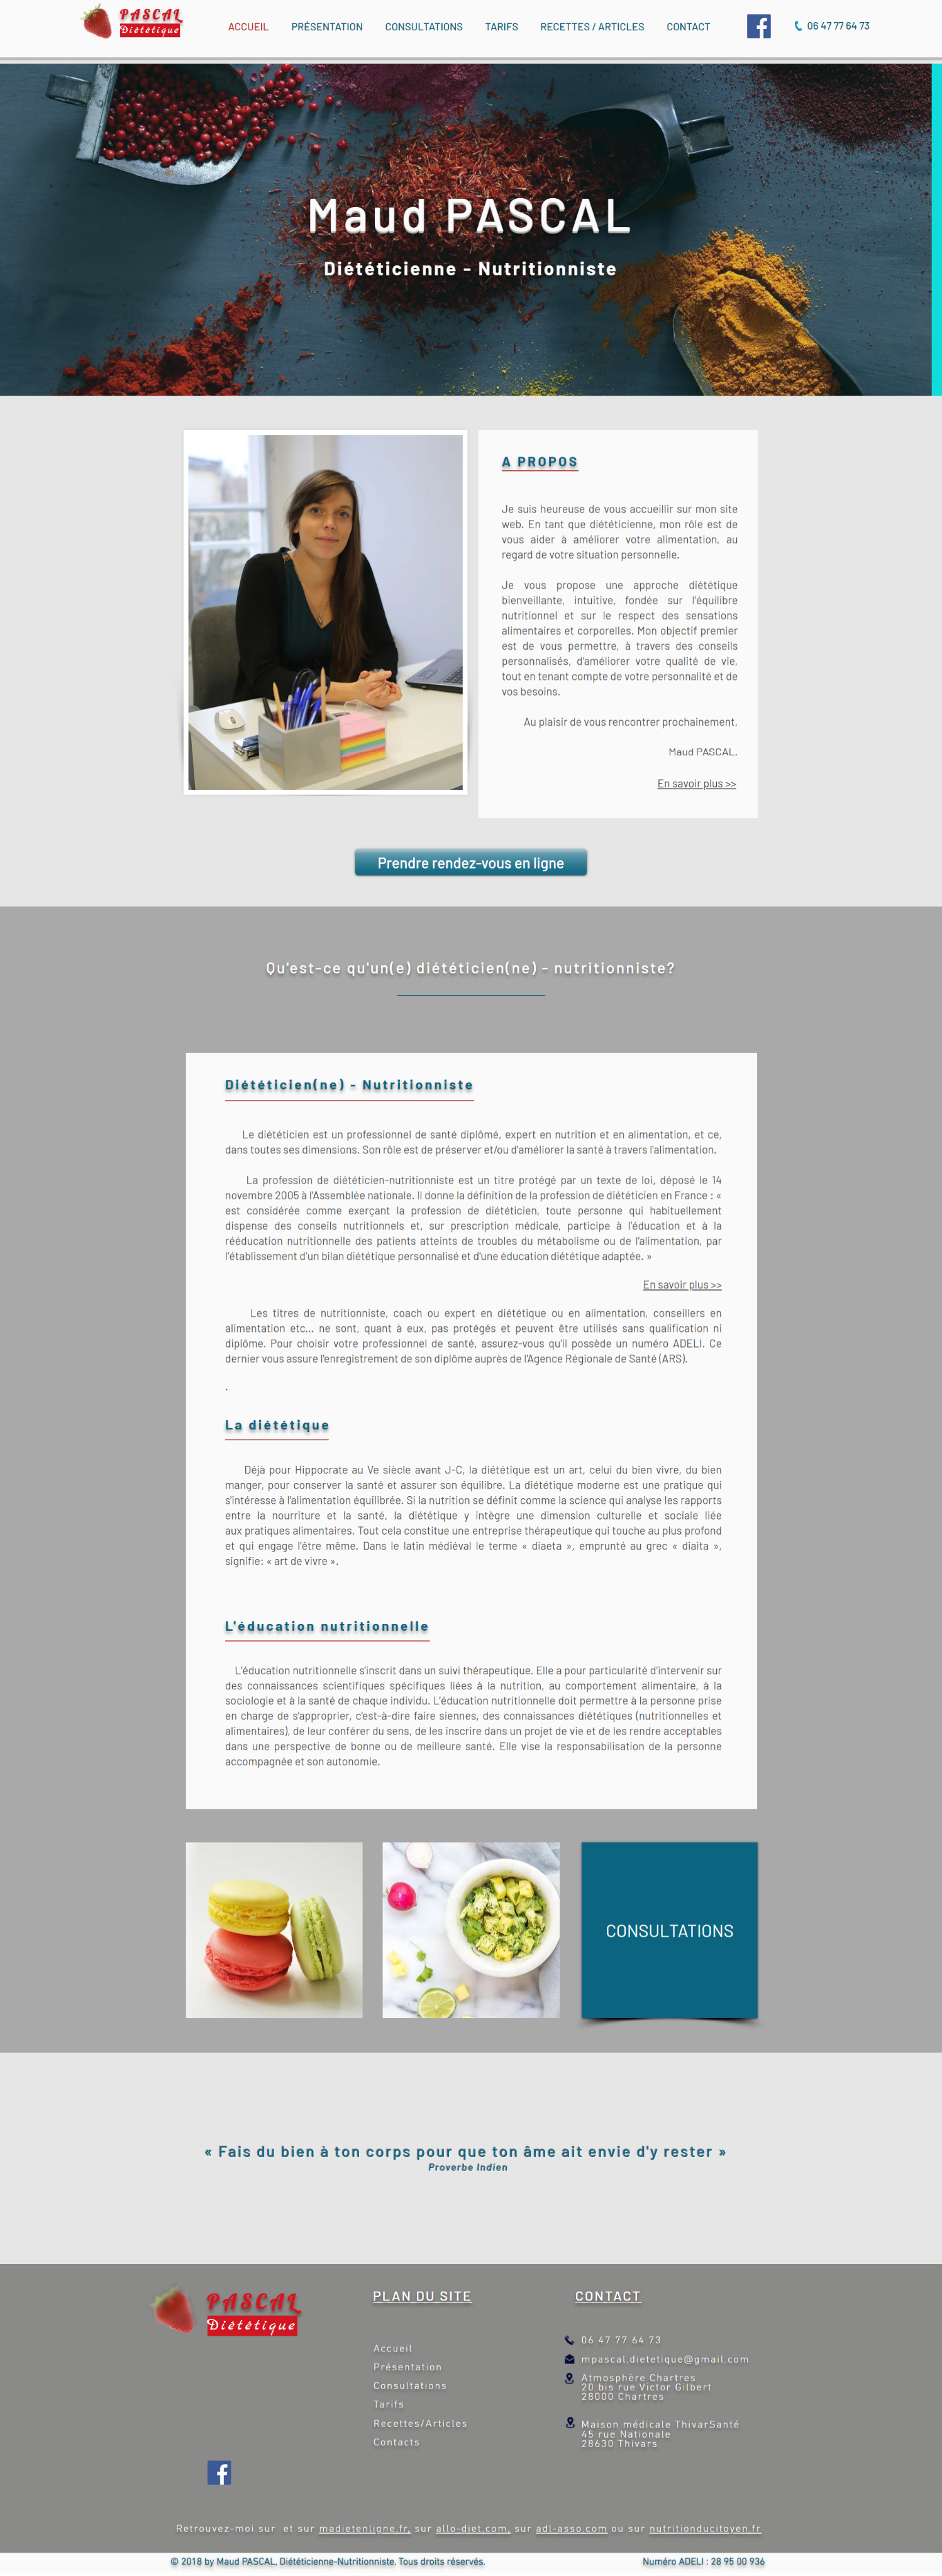 PASCAL
Diététique
ACCUEIL PRÉSENTATION CONSULTATIONS TARIFS RECETTES / ARTICLES CONTACT
06 47 77 64 73
Maud PASCAL
Diététicienne - Nutritionniste
A PROPOS
Je suis heureuse de vous accueillir sur mon site
web. En tant que diététicienne, mon rôle est de
vous aider à améliorer votre alimentation, au
regard de votre situation personnelle.
Je vous propose une approche diététique
bienveillante, intuitive, fondée sur l'équilibre
nutritionnel et sur le respect des sensations
alimentaires et corporelles. Mon objectif premier
est de vous permettre, à travers des conseils
personnalisés, d'améliorer votre qualité de vie,
tout en tenant compte de votre personnalité et de
vos besoins.
Au plaisir de vous rencontrer prochainement,
Maud PASCAL.
En savoir plus >>
Prendre rendez-vous en ligne
Qu'est-ce qu'un(e) diététicien(ne) - nutritionniste?
Diététicien(ne) - Nutritionniste
Le diététicien est un professionnel de santé diplômé, expert en nutrition et en alimentation, et ce,
dans toutes ses dimensions. Son rôle est de préserver et/ou d'améliorer la santé à travers l'alimentation.
La profession de diététicien-nutritionniste est un titre protégé par un texte de loi, déposé le 14
novembre 2005 à l'Assemblée nationale. Il donne la définition de la profession de diététicien en France : «
est considérée comme exerçant la profession de diététicien, toute personne qui habituellement
dispense des conseils nutritionnels et, sur prescription médicale, participe à l'éducation et à la
rééducation nutritionnelle des patients atteints de troubles du métabolisme ou de l'alimentation, par
l'établissement d'un bilan diététique personnalisé et d'une éducation diététique adaptée. »
En savoir plus >>
Les titres de nutritionniste, coach ou expert en diététique ou en alimentation, conseillers en
alimentation etc... ne sont, quant à eux, pas protégés et peuvent être utilisés sans qualification ni
diplôme. Pour choisir votre professionnel de santé, assurez-vous qu'il possède un numéro ADELI. Ce
dernier vous assure l'enregistrement de son diplôme auprès de l'Agence Régionale de Santé (ARS).
.
La diététique
Déjà pour Hippocrate au Ve siècle avant J-C, la diététique est un art, celui du bien vivre, du bien
manger, pour conserver la santé et assurer son équilibre. La diététique moderne est une pratique qui
s'intéresse à l'alimentation équilibrée. Si la nutrition se définit comme la science qui analyse les rapports
entre la nourriture et la santé, la diététique y intègre une dimension culturelle et sociale liée
aux pratiques alimentaires. Tout cela constitue une entreprise thérapeutique qui touche au plus profond
et qui engage l'être même. Dans le latin médiéval le terme « diaeta », emprunté au grec « diaita »,
signifie: « art de vivre ».
L'éducation nutritionnelle
L'éducation nutritionnelle s'inscrit dans un suivi thérapeutique. Elle a pour particularité d'intervenir sur
des connaissances scientifiques spécifiques liées à la nutrition, au comportement alimentaire, à la
sociologie et à la santé de chaque individu. L'éducation nutritionnelle doit permettre à la personne prise
en charge de s'approprier, c'est-à-dire faire siennes, des connaissances diététiques (nutritionnelles et
alimentaires), de leur conférer du sens, de les inscrire dans un projet de vie et de les rendre acceptables
dans une perspective de bonne ou de meilleure santé. Elle vise la responsabilisation de la personne
accompagnée et son autonomie.
CONSULTATIONS
« Fais du bien à ton corps pour que ton âme ait envie d'y rester »
Proverbe Indien
PASCAL
Diététique
PLAN DU SITE
Accueil
Présentation
Consultations
Tarifs
Recettes/Articles
Contacts
CONTACT
06 47 77 64 73
mpascal.dietetique@gmail.com
Atmosphère Chartres
20 bis rue Victor Gilbert
28000 Chartres
Maison médicale ThivarSanté
45 rue Nationale
28630 Thivars
Retrouvez-moi sur et sur madietenligne.fr, sur allo-diet.com, sur adl-asso.com ou sur nutritionducitoyen.fr
© 2018 by Maud PASCAL, Diététicienne-Nutritionniste. Tous droits réservés.
Numéro ADELI : 28 95 00 936